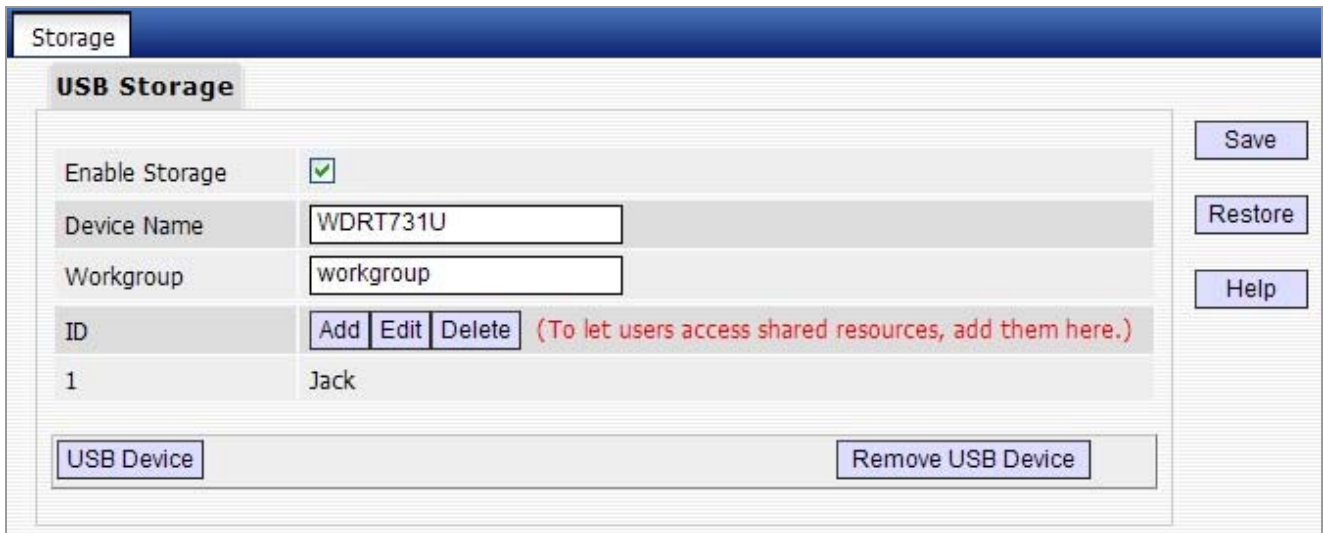 Storage
USB Storage
Enable Storage
Device Name WDRT731U
Workgroup workgroup
ID Add Edit Delete (To let users access shared resources, add them here.)
1 Jack
USB Device Remove USB Device
Save
Restore
Help